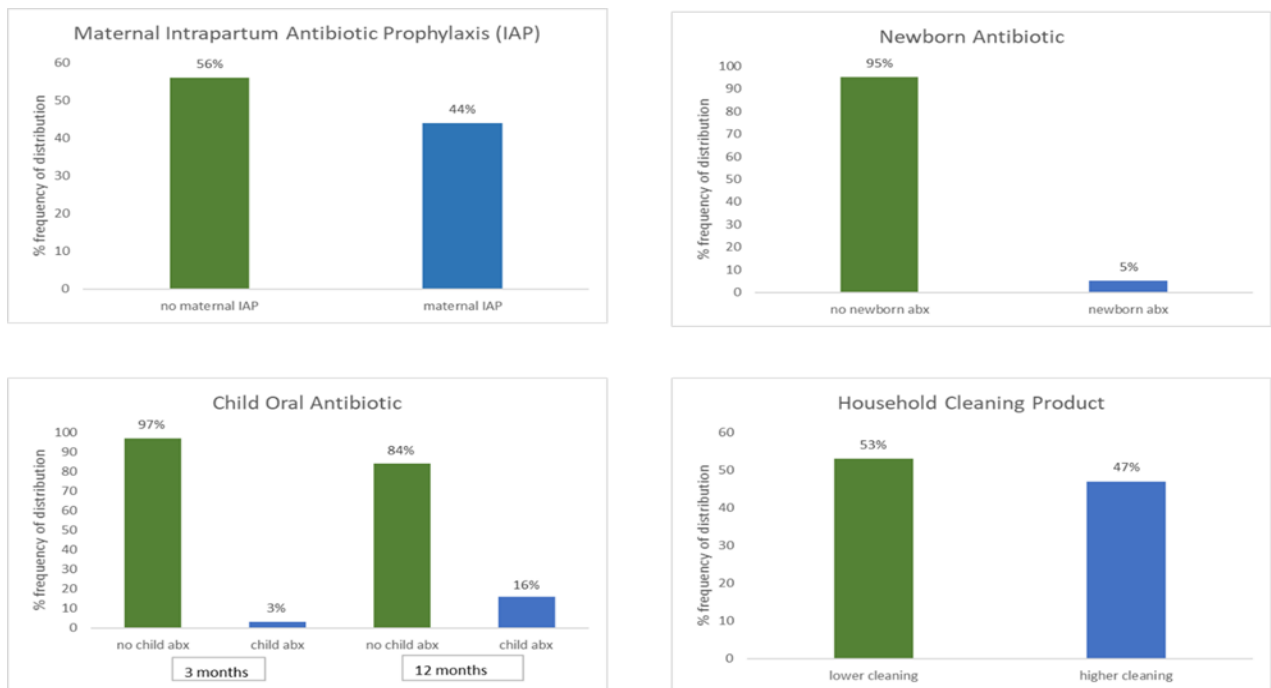 Maternal Intrapartum Antibiotic Prophylaxis (IAP)
% frequency of distribution
60
50
40
30
20
10
0
56%
44%
no maternal IAP
maternal IAP
Newborn Antibiotic
% frequency of distribution
100
90
80
70
60
50
40
30
20
10
0
95%
5%
no newborn abx
newborn abx
Child Oral Antibiotic
% frequency of distribution
100
90
80
70
60
50
40
30
20
10
0
97%
3%
84%
16%
no child abx
child abx
no child abx
child abx
3 months
12 months
Household Cleaning Product
% frequency of distribution
60
50
40
30
20
10
0
53%
47%
lower cleaning
higher cleaning